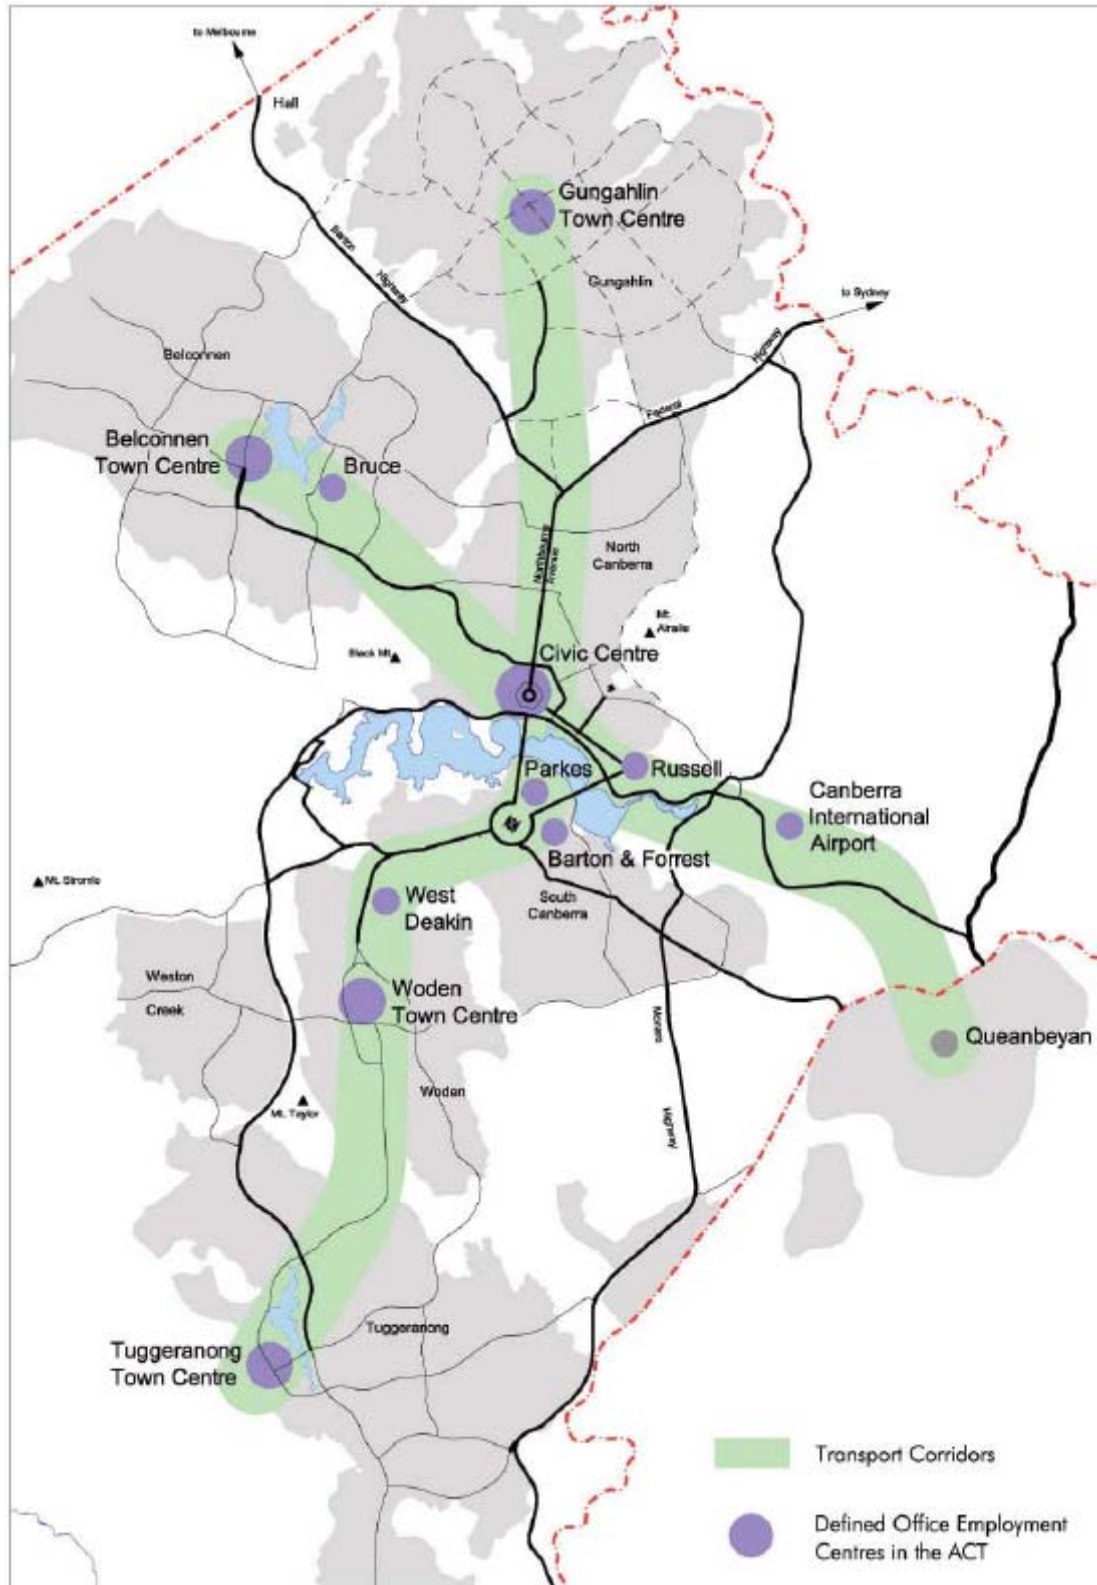 to Melbourne
Hall
Gungahlin
Town Centre
Barton
Highway
Gungahlin
to Sydney
Highway
Federal
Belconnen
Belconnen
Town Centre
Bruce
Northbourne
Avenue
North
Canberra
Mt.
Ainslie
Black Mt.
Civic Centre
Parkes
Russell
Canberra
International
Airport
Barton & Forrest
Mt. Stromlo
West
Deakin
South
Canberra
Weston
Creek
Woden
Town Centre
Monaro
Highway
Queanbeyan
Woden
Mt. Taylor
Tuggeranong
Tuggeranong
Town Centre
Transport Corridors
Defined Office Employment
Centres in the ACT